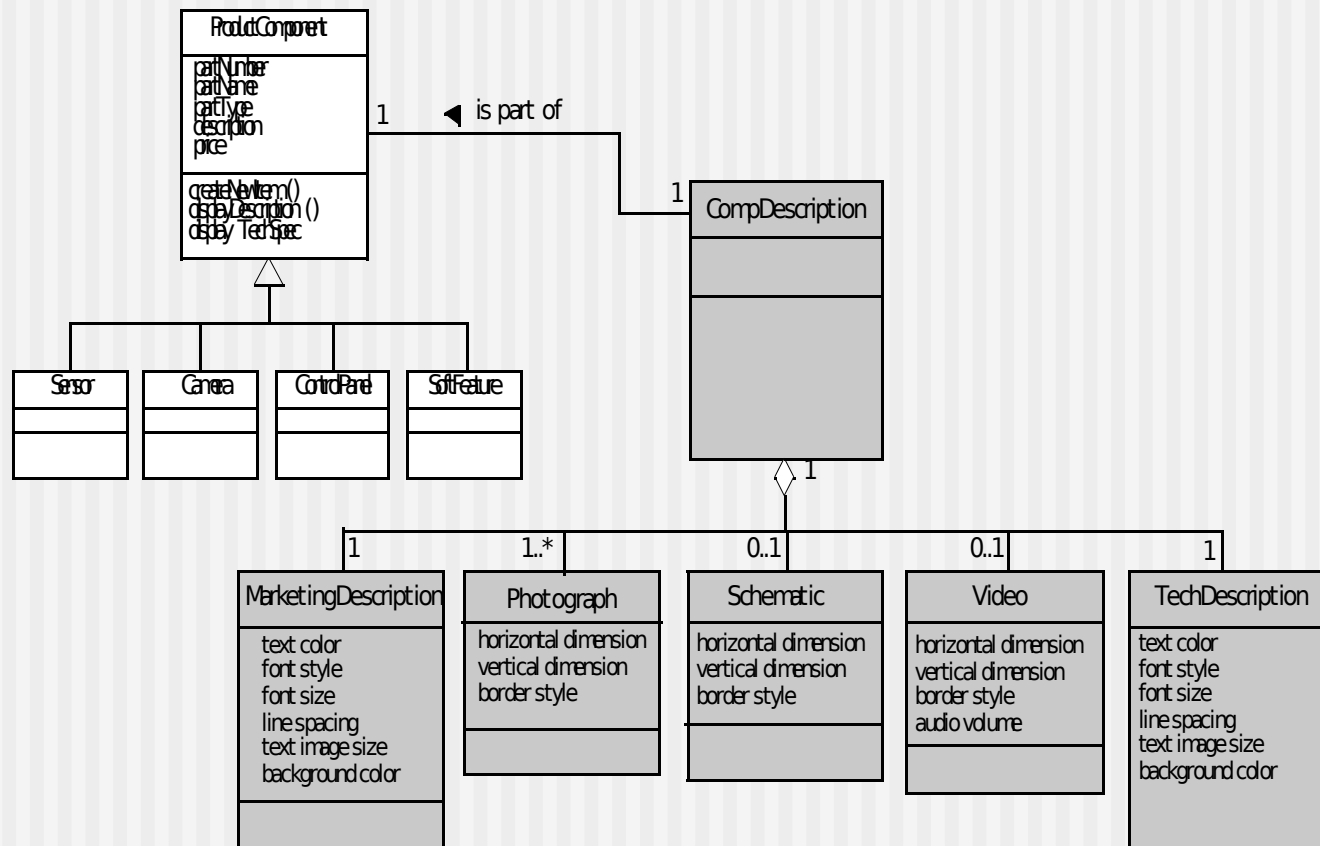 ProductComponent
partNumber
partName
partType
description
price
createNewItem()
displayDescription ()
display TechSpec
1
is part of
1
CompDescription
Sensor
Camera
ControlPanel
SoftFeature
1
1
1..*
0..1
0..1
1
MarketingDescription
text color
font style
font size
line spacing
text image size
background color
Photograph
horizontal dimension
vertical dimension
border style
Schematic
horizontal dimension
vertical dimension
border style
Video
horizontal dimension
vertical dimension
border style
audio volume
TechDescription
text color
font style
font size
line spacing
text image size
background color